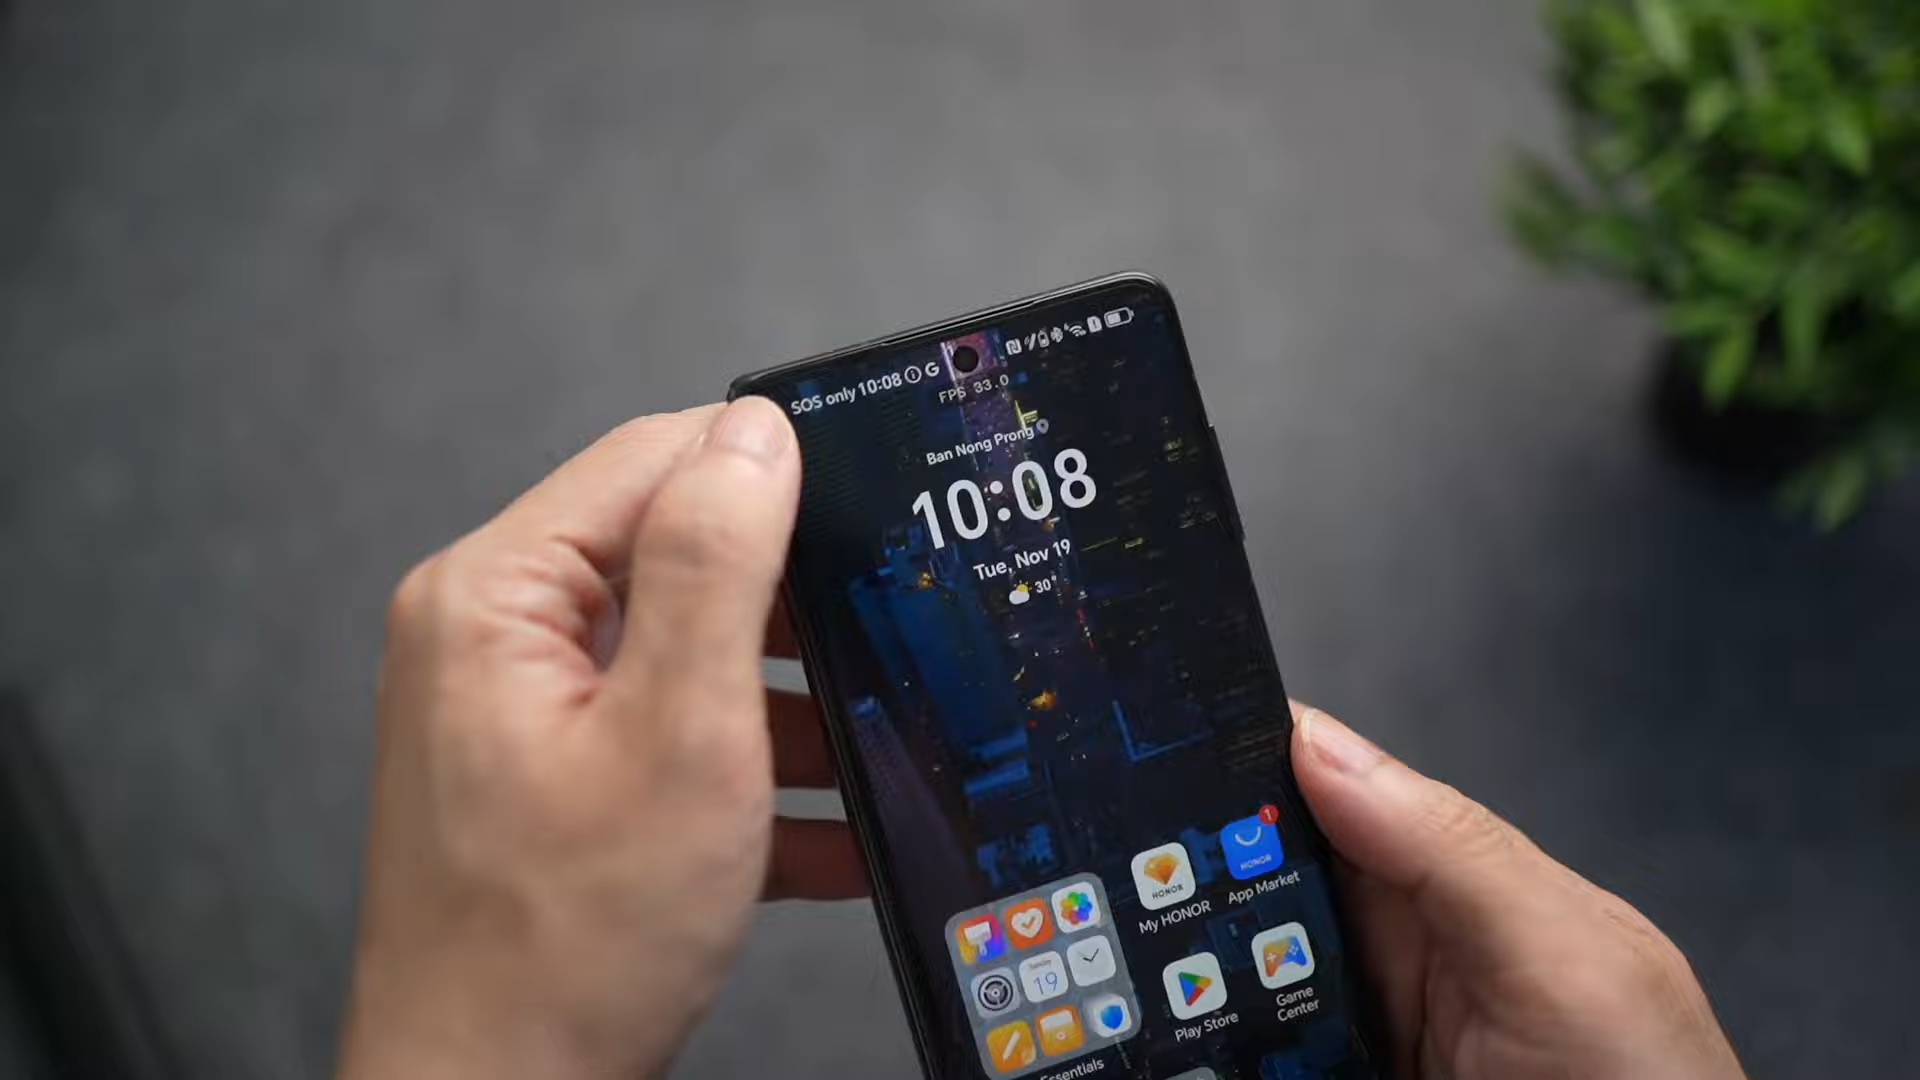 SOS only 10:08
FPS 33.0
Ban Nong Prong
10:08
Tue, Nov 19
30°
1
HONOR
HONOR
My HONOR
App Market
19
Play Store
Game
Center
Essentials